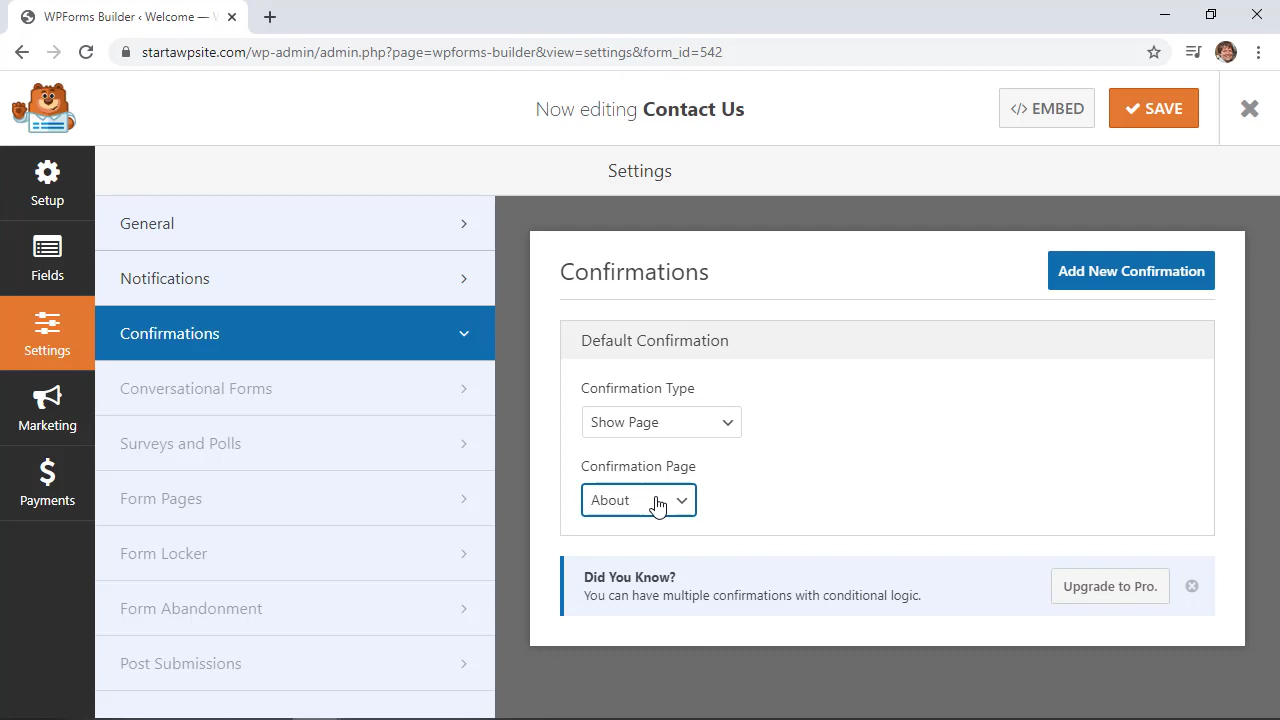 WPForms Builder ‹ Welcome —
startawpsite.com/wp-admin/admin.php?page=wpforms-builder&view=settings&form_id=542
Now editing Contact Us
</> EMBED
SAVE
Settings
Setup
Fields
Settings
Marketing
Payments
General
Notifications
Confirmations
Conversational Forms
Surveys and Polls
Form Pages
Form Locker
Form Abandonment
Post Submissions
Confirmations
Add New Confirmation
Default Confirmation
Confirmation Type
Show Page
Confirmation Page
About
Did You Know?
You can have multiple confirmations with conditional logic.
Upgrade to Pro.